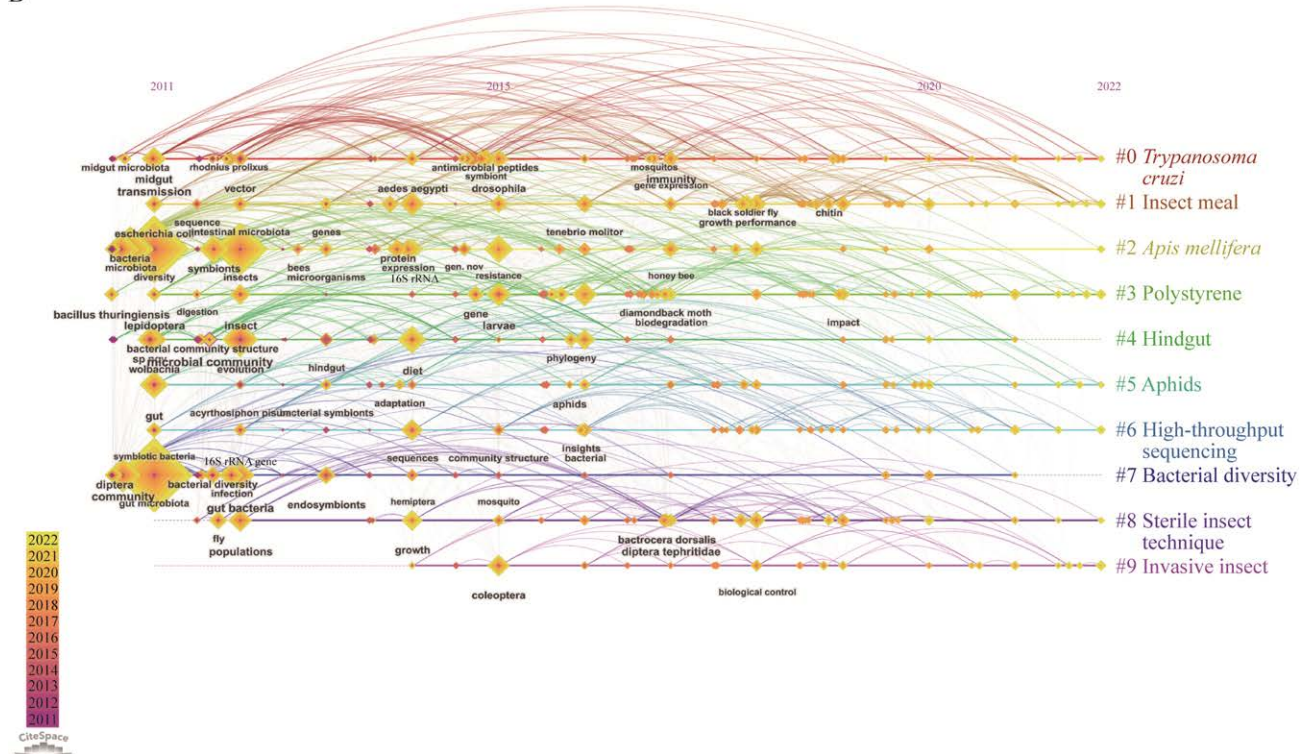 2011 2015 2020 2022
midgut microbiota rhodnius prolixus antimicrobial peptides mosquitos #0 Trypanosoma
midgut symbiont immunity cruzi
transmission vector aedes aegypti drosophila gene expression
#1 Insect meal
sequence black soldier fly chitin
escherichia coli intestinal microbiota genes tenebrio molitor growth performance
#2 Apis mellifera
bacteria symbionts bees protein gen. nov
microbiota insects microorganisms expression resistance honey bee
diversity 16S rRNA
#3 Polystyrene
bacillus thuringiensis digestion gene diamondback moth impact
lepidoptera insect larvae biodegradation
#4 Hindgut
bacterial community structure
microbial community phylogeny
wolbachia evolution hindgut diet
#5 Aphids
adaptation aphids
gut acyrthosiphon pisum bacterial symbionts
#6 High-throughput
sequencing
insights
symbiotic bacteria 16S rRNA gene sequences community structure bacterial
#7 Bacterial diversity
diptera bacterial diversity
community infection
gut microbiota gut bacteria endosymbionts hemiptera mosquito
#8 Sterile insect
technique
fly bactrocera dorsalis
populations growth diptera tephritidae
#9 Invasive insect
coleoptera biological control
2022
2021
2020
2019
2018
2017
2016
2015
2014
2013
2012
2011
CiteSpace